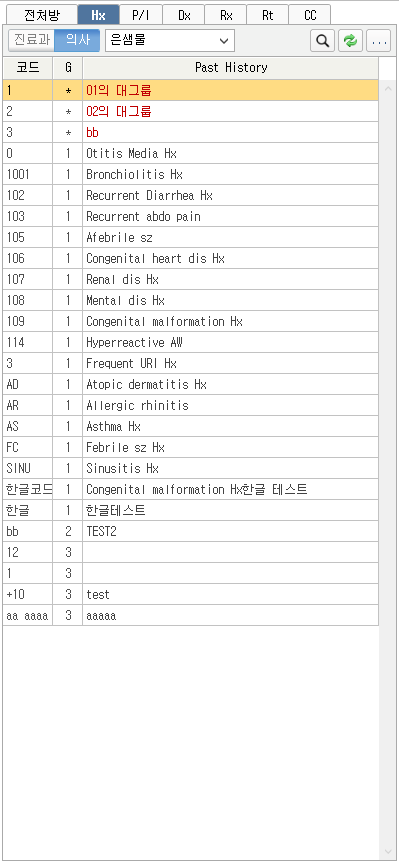 전처방 Hx P/I Dx Rx Rt CC
진료과 의사 은샘물 ...
코드 G Past History
1 * 01의 대그룹
2 * 02의 대그룹
3 * bb
0 1 Otitis Media Hx
1001 1 Bronchiolitis Hx
102 1 Recurrent Diarrhea Hx
103 1 Recurrent abdo pain
105 1 Afebrile sz
106 1 Congenital heart dis Hx
107 1 Renal dis Hx
108 1 Mental dis Hx
109 1 Congenital malformation Hx
114 1 Hyperreactive AW
3 1 Frequent URI Hx
AD 1 Atopic dermatitis Hx
AR 1 Allergic rhinitis
AS 1 Asthma Hx
FC 1 Febrile sz Hx
SINU 1 Sinusitis Hx
한글코드 1 Congenital malformation Hx한글 테스트
한글 1 한글테스트
bb 2 TEST2
12 3
1 3
+10 3 test
aa aaaa 3 aaaaa